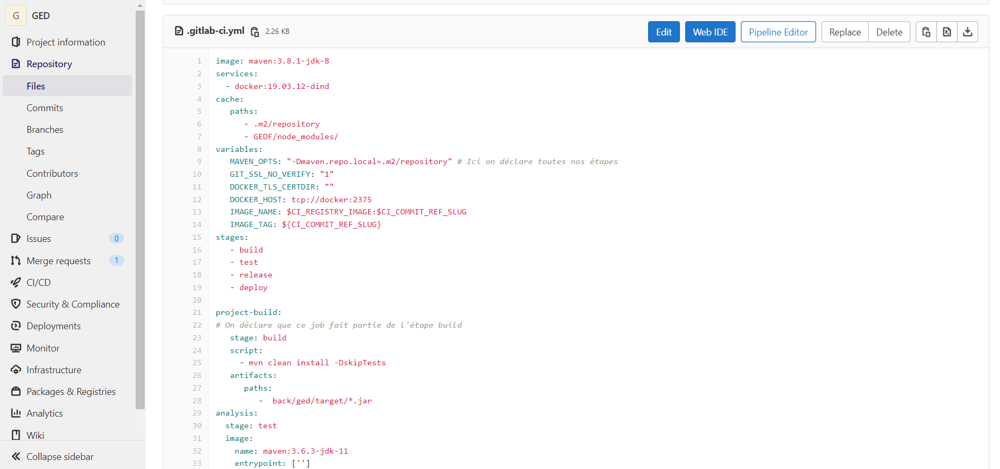 G GED
Project information
Repository
Files
Commits
Branches
Tags
Contributors
Graph
Compare
Issues 0
Merge requests 1
CI/CD
Security & Compliance
Deployments
Monitor
Infrastructure
Packages & Registries
Analytics
Wiki
Collapse sidebar
.gitlab-ci.yml 2.26 KB Edit Web IDE Pipeline Editor Replace Delete
1 image: maven:3.8.1-jdk-8
2 services:
3   - docker:19.03.12-dind
4 cache:
5    paths:
6       - .m2/repository
7       - GEDF/node_modules/
8 variables:
9    MAVEN_OPTS: "-Dmaven.repo.local=.m2/repository" # Ici on déclare toutes nos étapes
10    GIT_SSL_NO_VERIFY: "1"
11    DOCKER_TLS_CERTDIR: ""
12    DOCKER_HOST: tcp://docker:2375
13    IMAGE_NAME: $CI_REGISTRY_IMAGE:$CI_COMMIT_REF_SLUG
14    IMAGE_TAG: ${CI_COMMIT_REF_SLUG}
15 stages:
16    - build
17    - test
18    - release
19    - deploy
20
21 project-build:
22 # On déclare que ce job fait partie de l'étape build
23    stage: build
24    script:
25      - mvn clean install -DskipTests
26    artifacts:
27       paths:
28          -  back/ged/target/*.jar
29 analysis:
30   stage: test
31   image:
32     name: maven:3.6.3-jdk-11
33     entrypoint: ['']